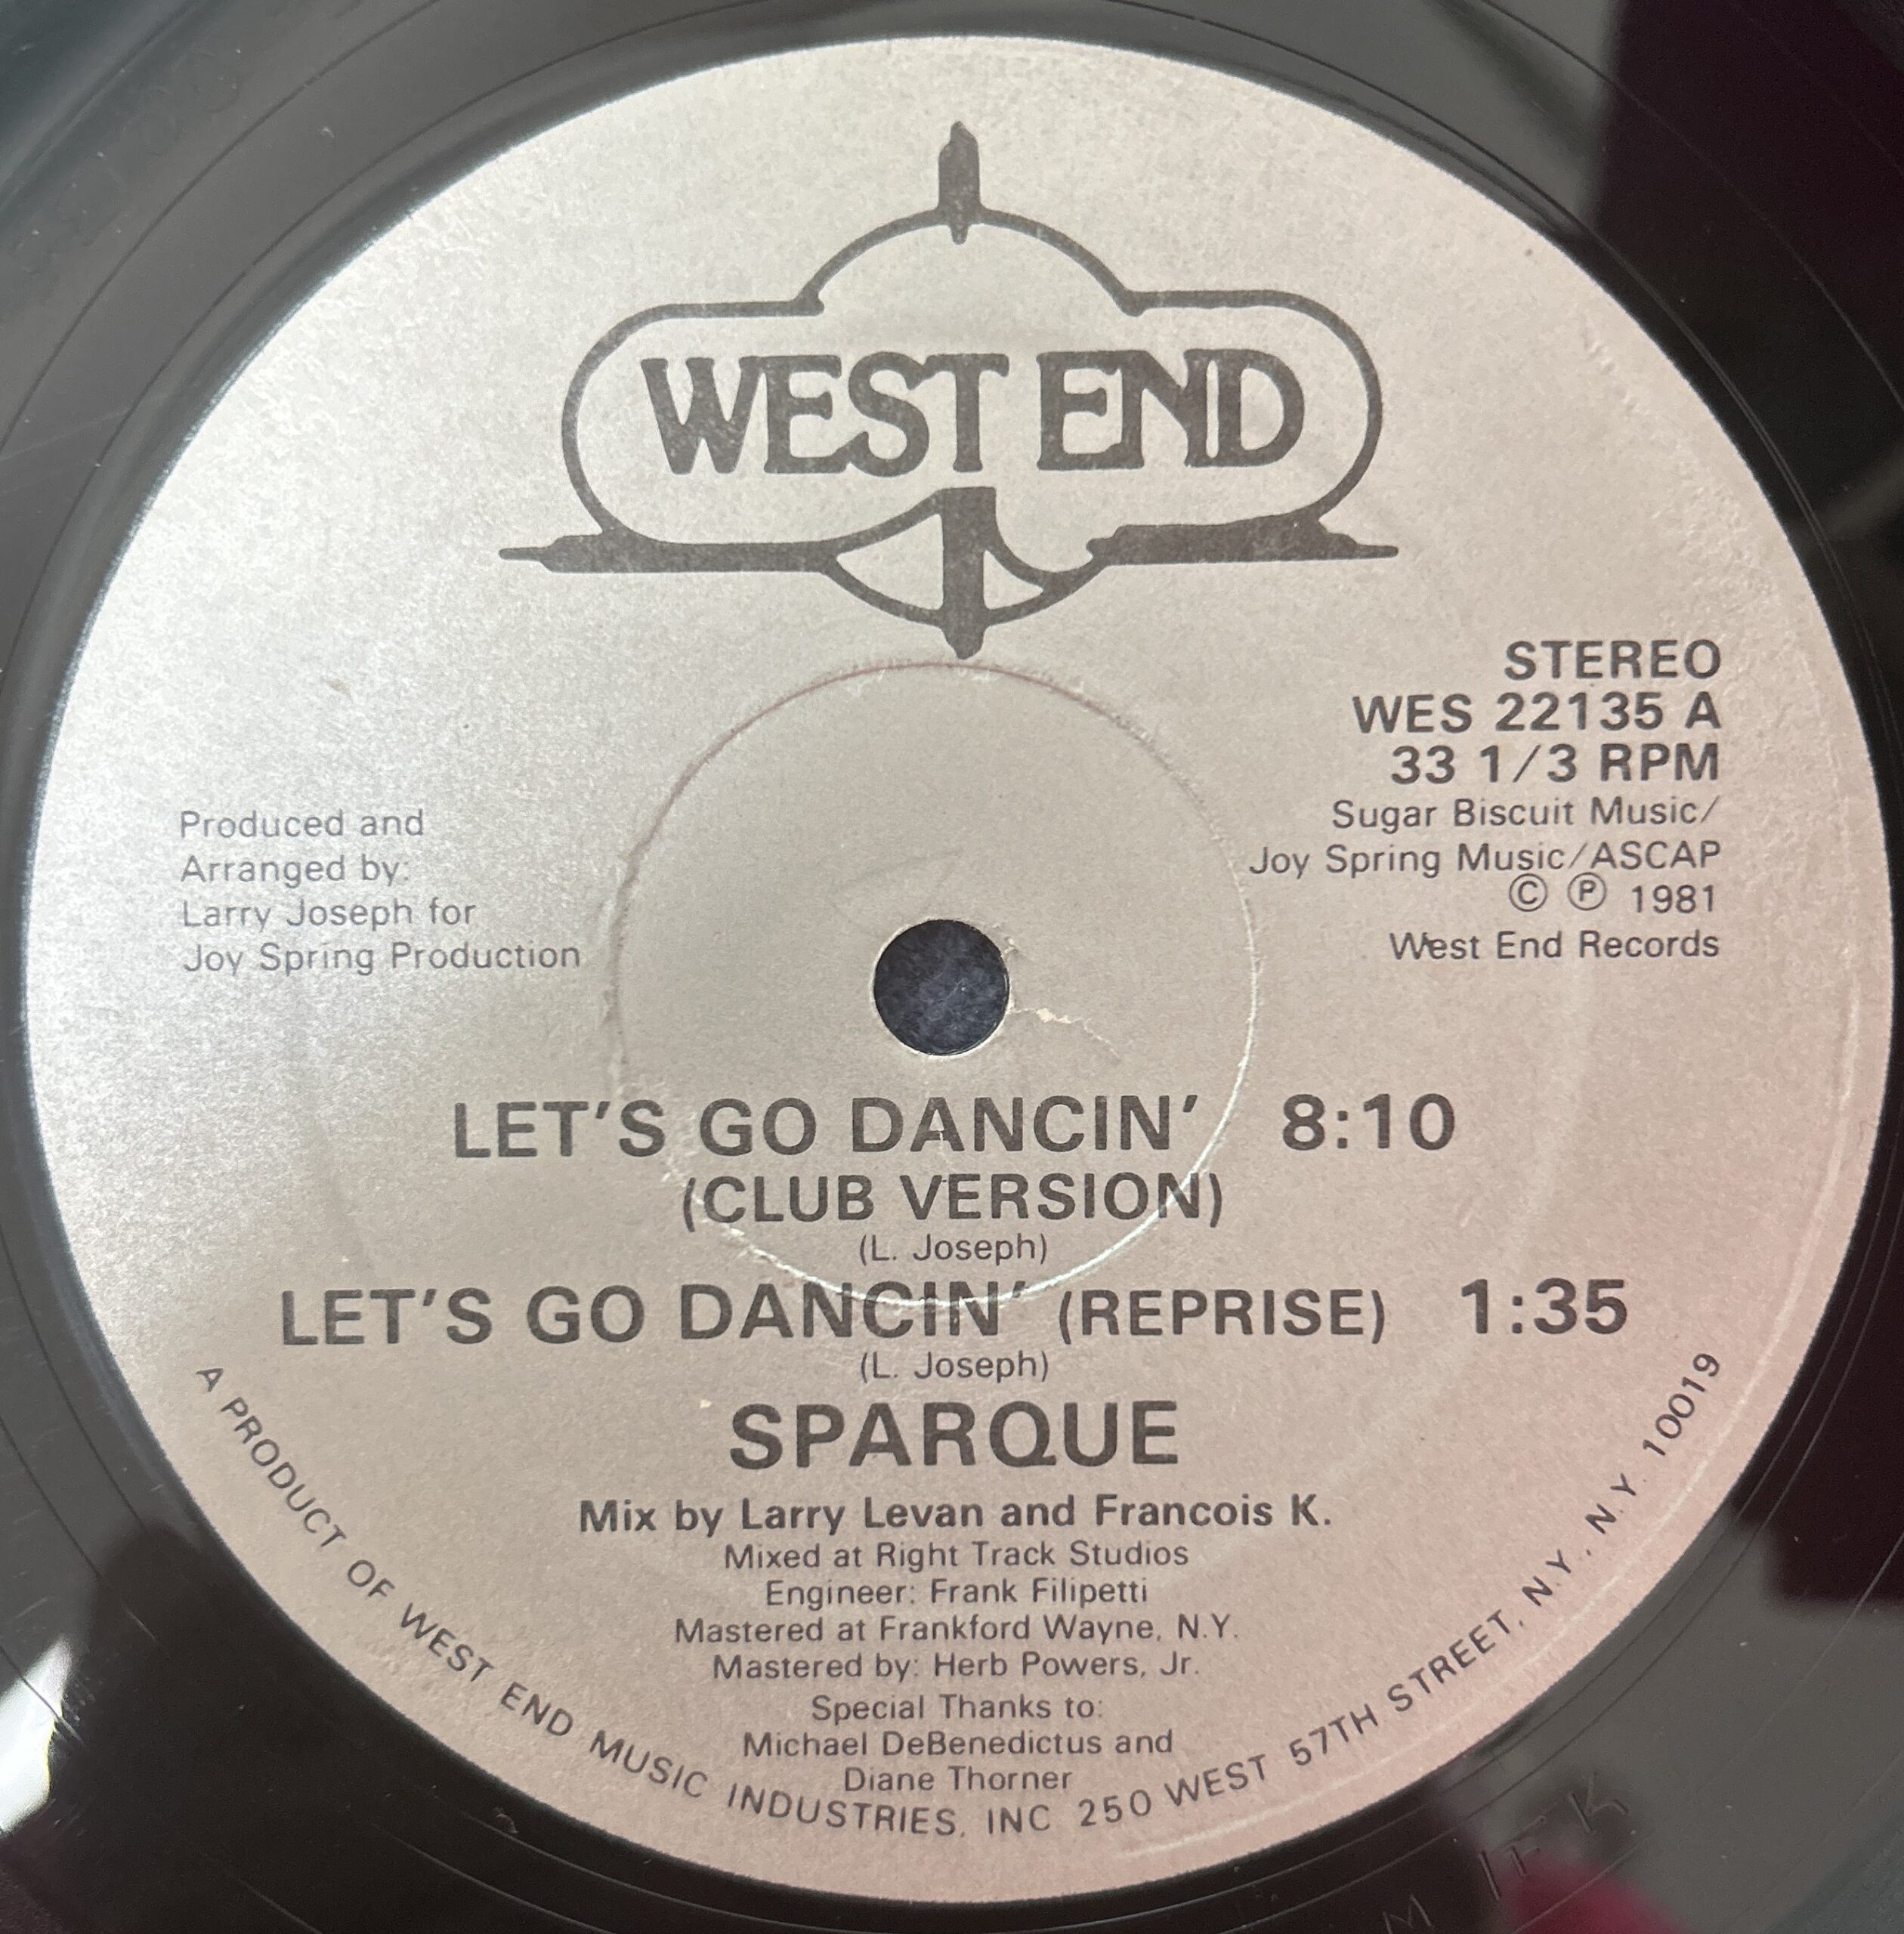 WEST END
STEREO
WES 22135 A
33 1/3 RPM
Sugar Biscuit Music/
Joy Spring Music/ASCAP
© ℗ 1981
West End Records
Produced and
Arranged by:
Larry Joseph for
Joy Spring Production
LET'S GO DANCIN' 8:10
(CLUB VERSION)
(L. Joseph)
LET'S GO DANCIN' (REPRISE) 1:35
(L. Joseph)
SPARQUE
Mix by Larry Levan and Francois K.
Mixed at Right Track Studios
Engineer: Frank Filipetti
Mastered at Frankford Wayne, N.Y.
Mastered by: Herb Powers, Jr.
Special Thanks to:
Michael DeBenedictus and
Diane Thorner
A PRODUCT OF WEST END MUSIC INDUSTRIES, INC 250 WEST 57TH STREET, N.Y., N.Y. 10019